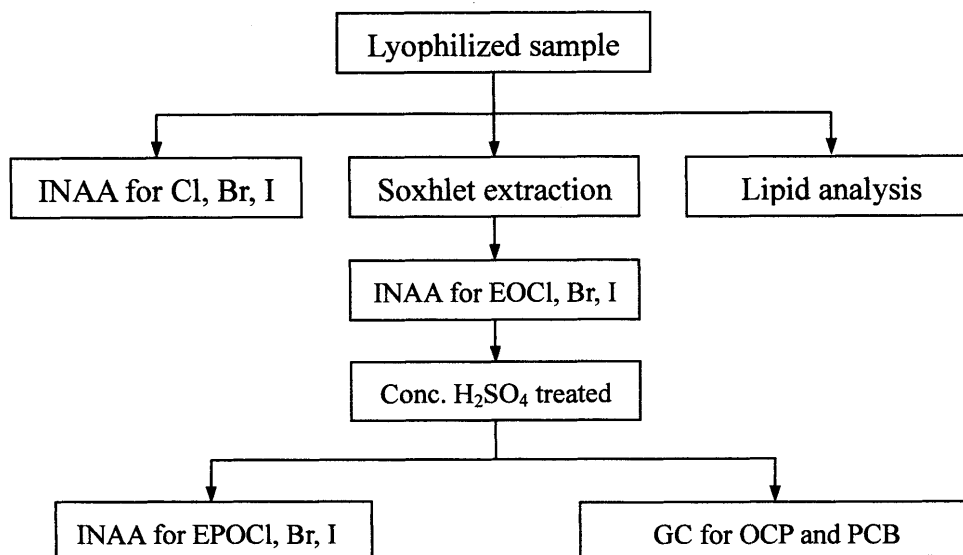 Lyophilized sample
INAA for Cl, Br, I
Soxhlet extraction
Lipid analysis
INAA for EOCl, Br, I
Conc. H₂SO₄ treated
INAA for EPOCl, Br, I
GC for OCP and PCB